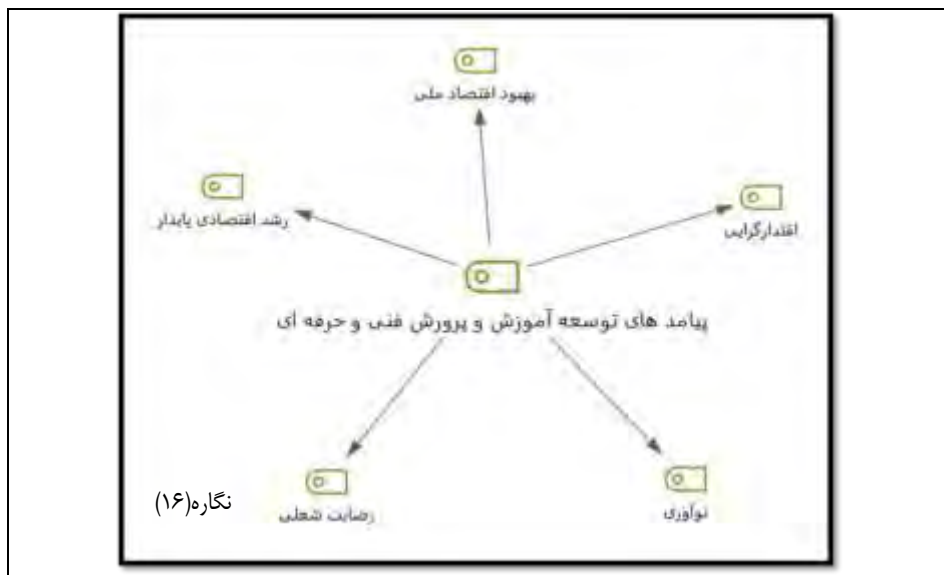 بهبود اقتصاد ملی
رشد اقتصادی پایدار
اقتدارگرایی
پیامد های توسعه آموزش و پرورش فنی و حرفه ای
رضایت شغلی
نوآوری
نگاره(۱۶)